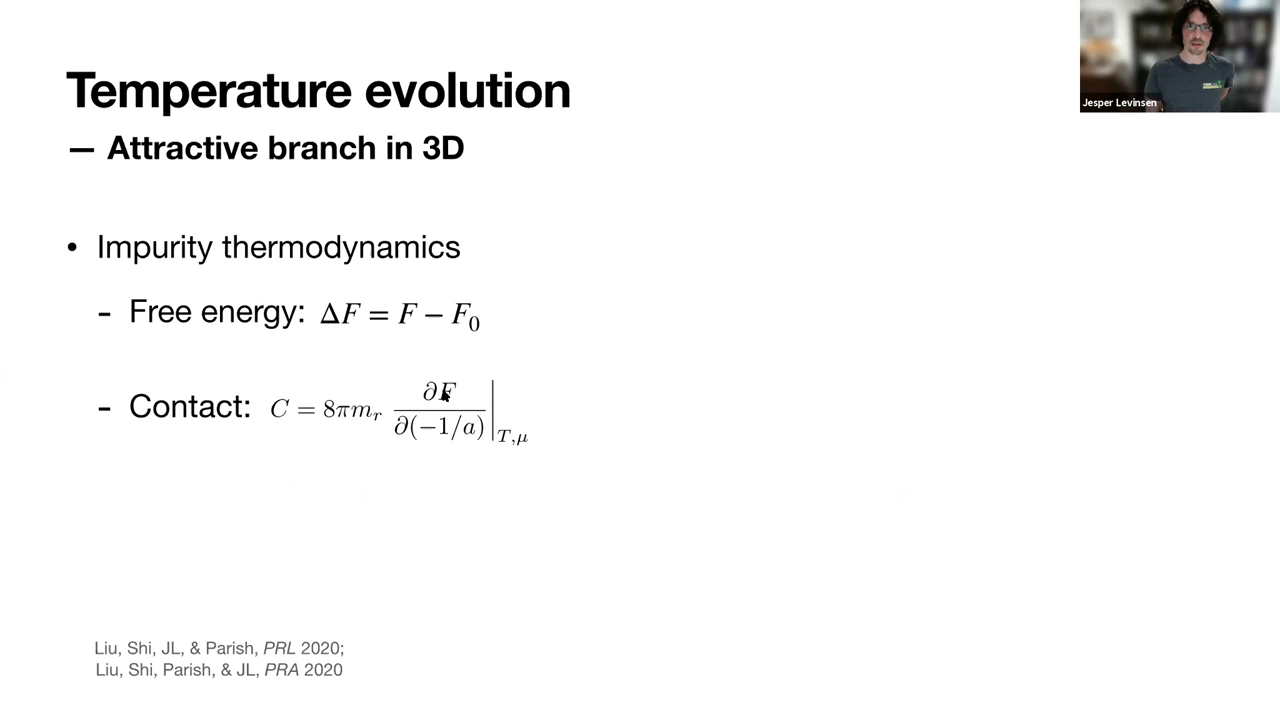 Temperature evolution
— Attractive branch in 3D
• Impurity thermodynamics
- Free energy: ΔF = F − F₀
- Contact: C = 8πm_r ∂F/∂(−1/a)|_{T,μ}
Liu, Shi, JL, & Parish, PRL 2020;
Liu, Shi, Parish, & JL, PRA 2020
Jesper Levinsen